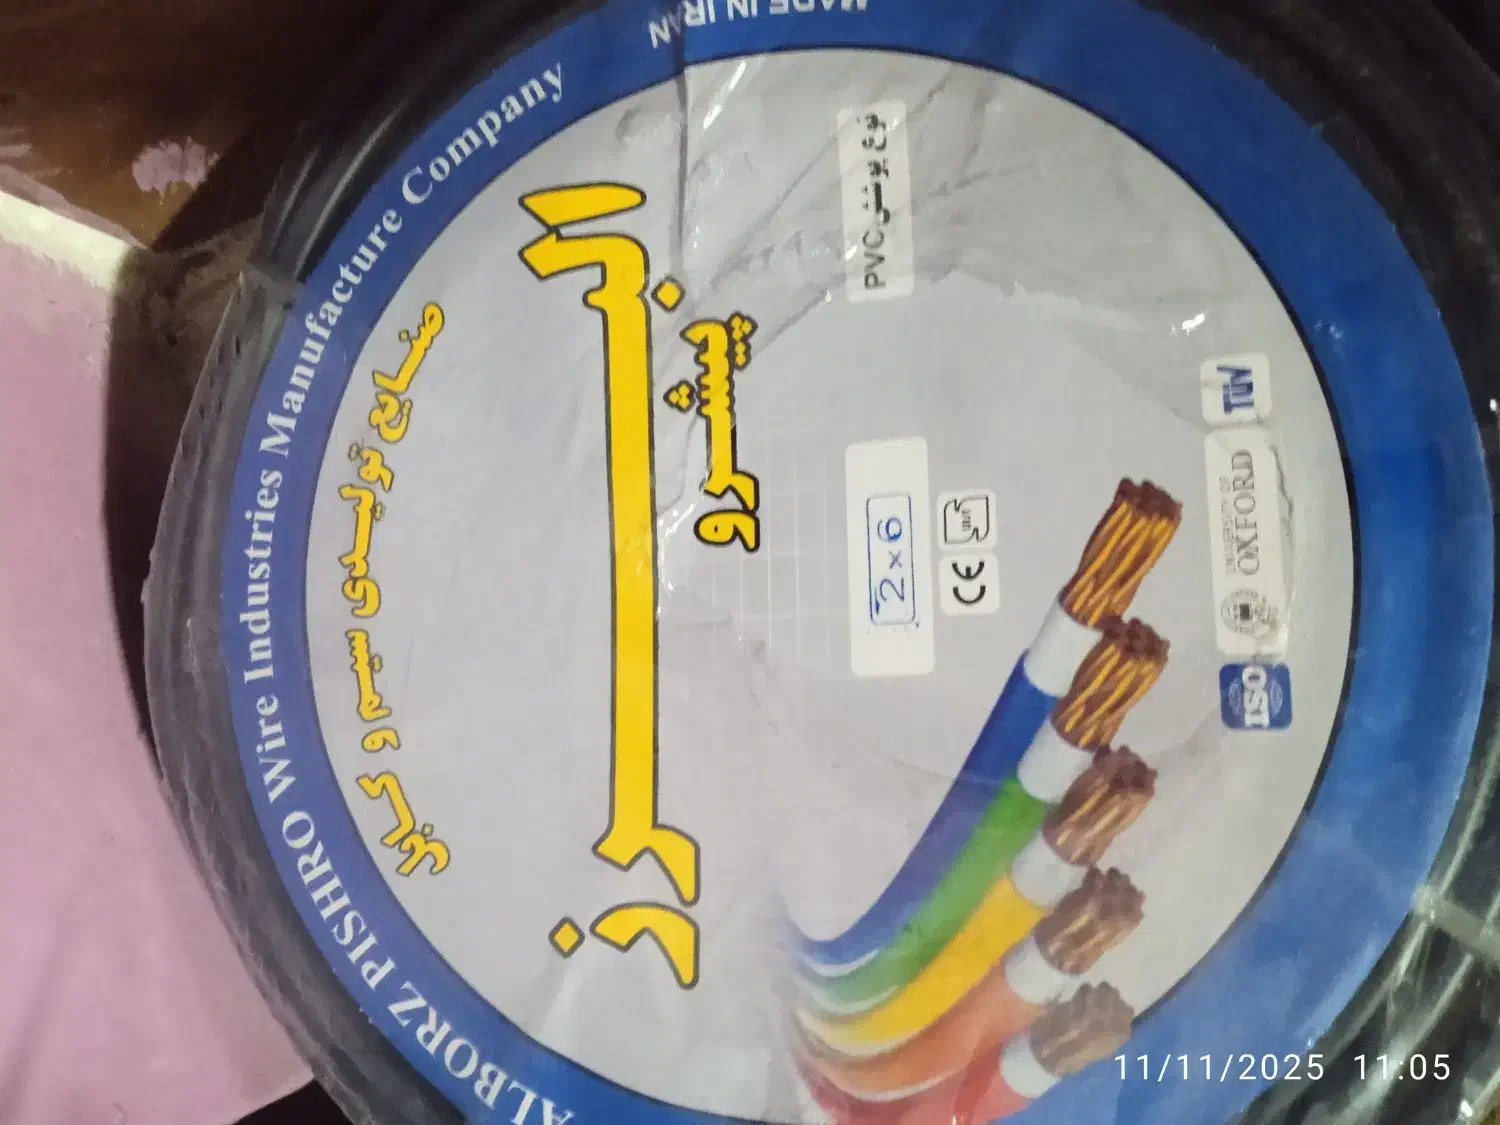 ALBORZ PISHRO Wire Industries Manufacture Company
MADE IN IRAN
صنایع تولیدی سیم و کابل
البرز
پیشرو
نوع پوشش PVC
2×6
CE
UNIT
TÜV
UNIVERSITY OF
OXFORD
ISO
11/11/2025 11:05